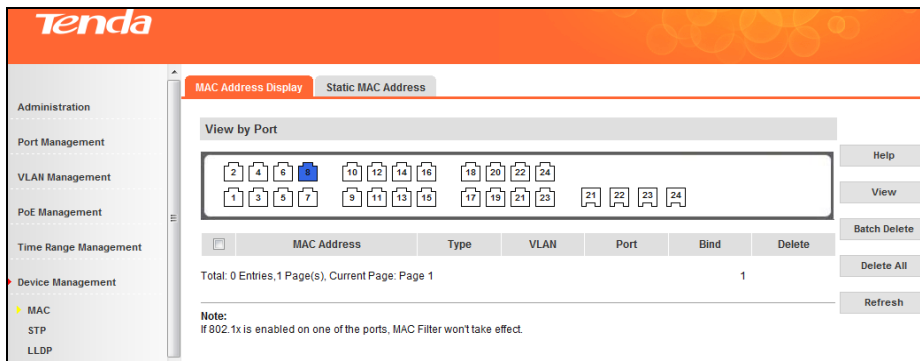 Tenda
MAC Address Display Static MAC Address
Administration
Port Management
VLAN Management
PoE Management
Time Range Management
Device Management
MAC
STP
LLDP
View by Port
2 4 6 8 10 12 14 16 18 20 22 24
1 3 5 7 9 11 13 15 17 19 21 23 21 22 23 24
MAC Address Type VLAN Port Bind Delete
Total: 0 Entries,1 Page(s), Current Page: Page 1 1
Note:
If 802.1x is enabled on one of the ports, MAC Filter won't take effect.
Help
View
Batch Delete
Delete All
Refresh